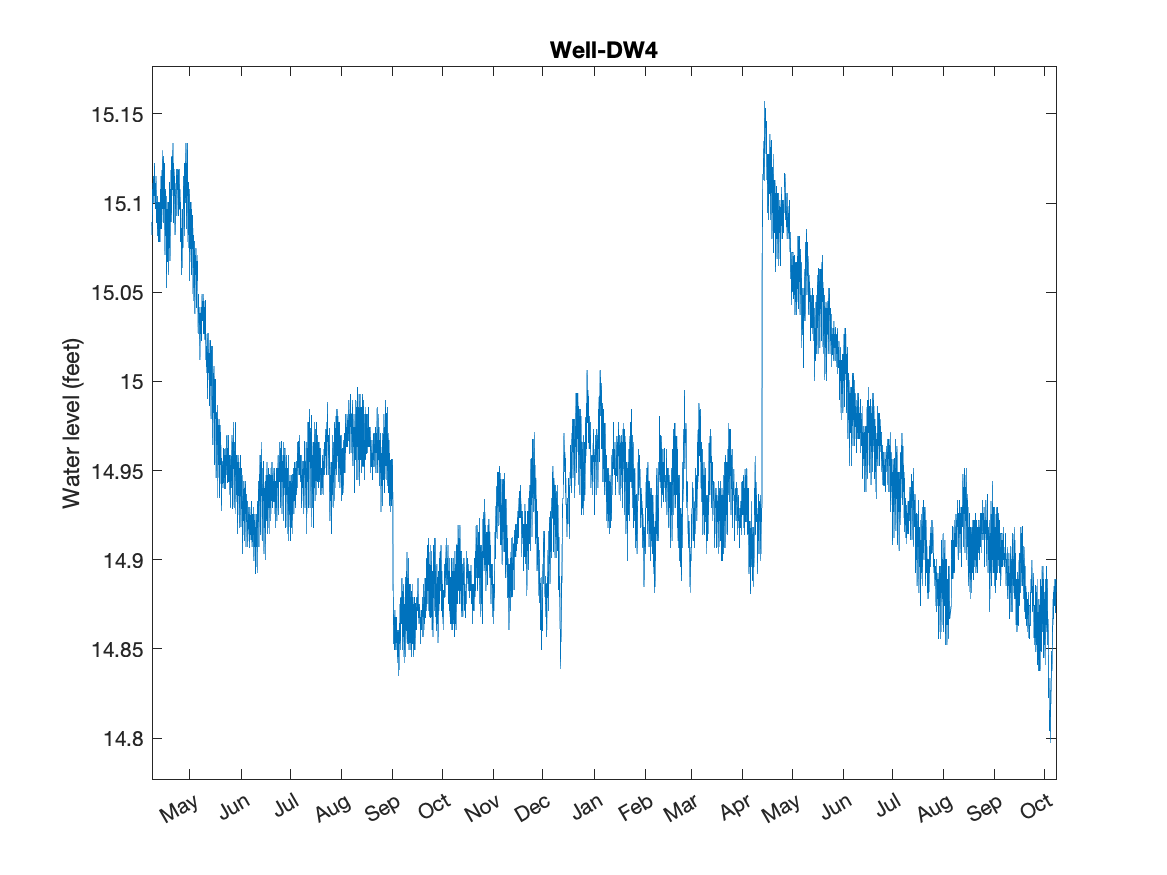 Well-DW4
15.15
15.1
15.05
15
14.95
14.9
14.85
14.8
Water level (feet)
May Jun Jul Aug Sep Oct Nov Dec Jan Feb Mar Apr May Jun Jul Aug Sep Oct